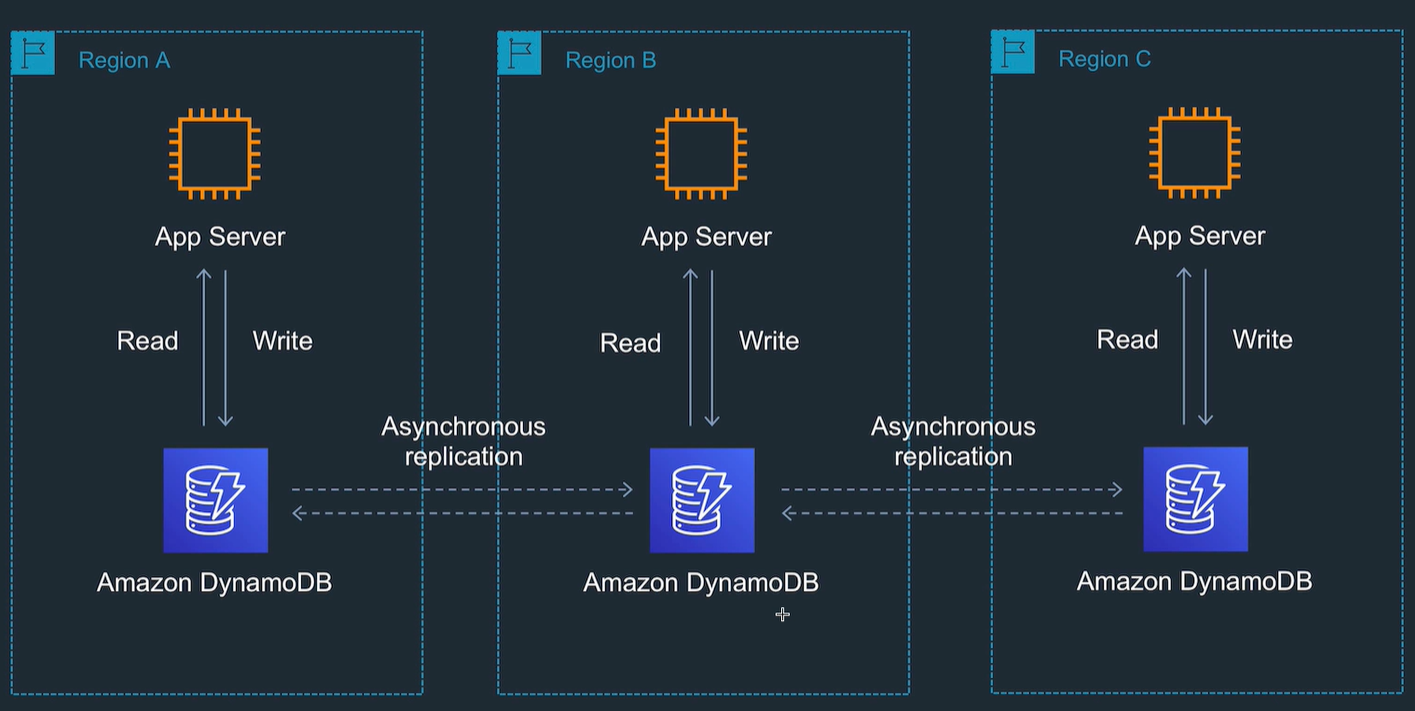 Region A
Region B
Region C
App Server
App Server
App Server
Read
Write
Read
Write
Read
Write
Asynchronous
replication
Asynchronous
replication
Amazon DynamoDB
Amazon DynamoDB
Amazon DynamoDB